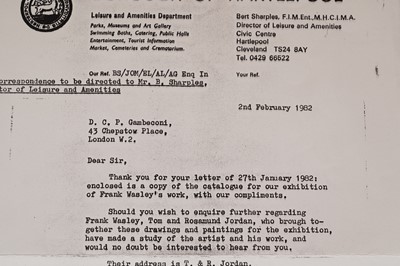 Leisure and Amenities Department
Parks, Museums and Art Gallery
Swimming Baths, Catering, Public Halls
Entertainment, Tourist Information
Market, Cemeteries and Crematorium.
Bert Sharples, F.I.M.Ent., M.H.C.I.M.A.
Director of Leisure and Amenities
Civic Centre
Hartlepool
Cleveland TS24 8AY
Tel. 0429 66522
Our Ref. BS/JOM/HL/AL/AG Enq In
Your Ref.
orrespondence to be directed to Mr. B. Sharples,
tor of Leisure and Amenities
2nd February 1982
D. C. P. Gambeconi,
43 Chepstow Place,
London W.2.
Dear Sir,
Thank you for your letter of 27th January 1982:
enclosed is a copy of the catalogue for our exhibition
of Frank Wasley's work, with our compliments.
Should you wish to enquire further regarding
Frank Wasley, Tom and Rosamund Jordan, who brought to-
gether these drawings and paintings for the exhibition,
have made a study of the artist and his work, and
would no doubt be interested to hear from you.
Their address is T. & R. Jordan.